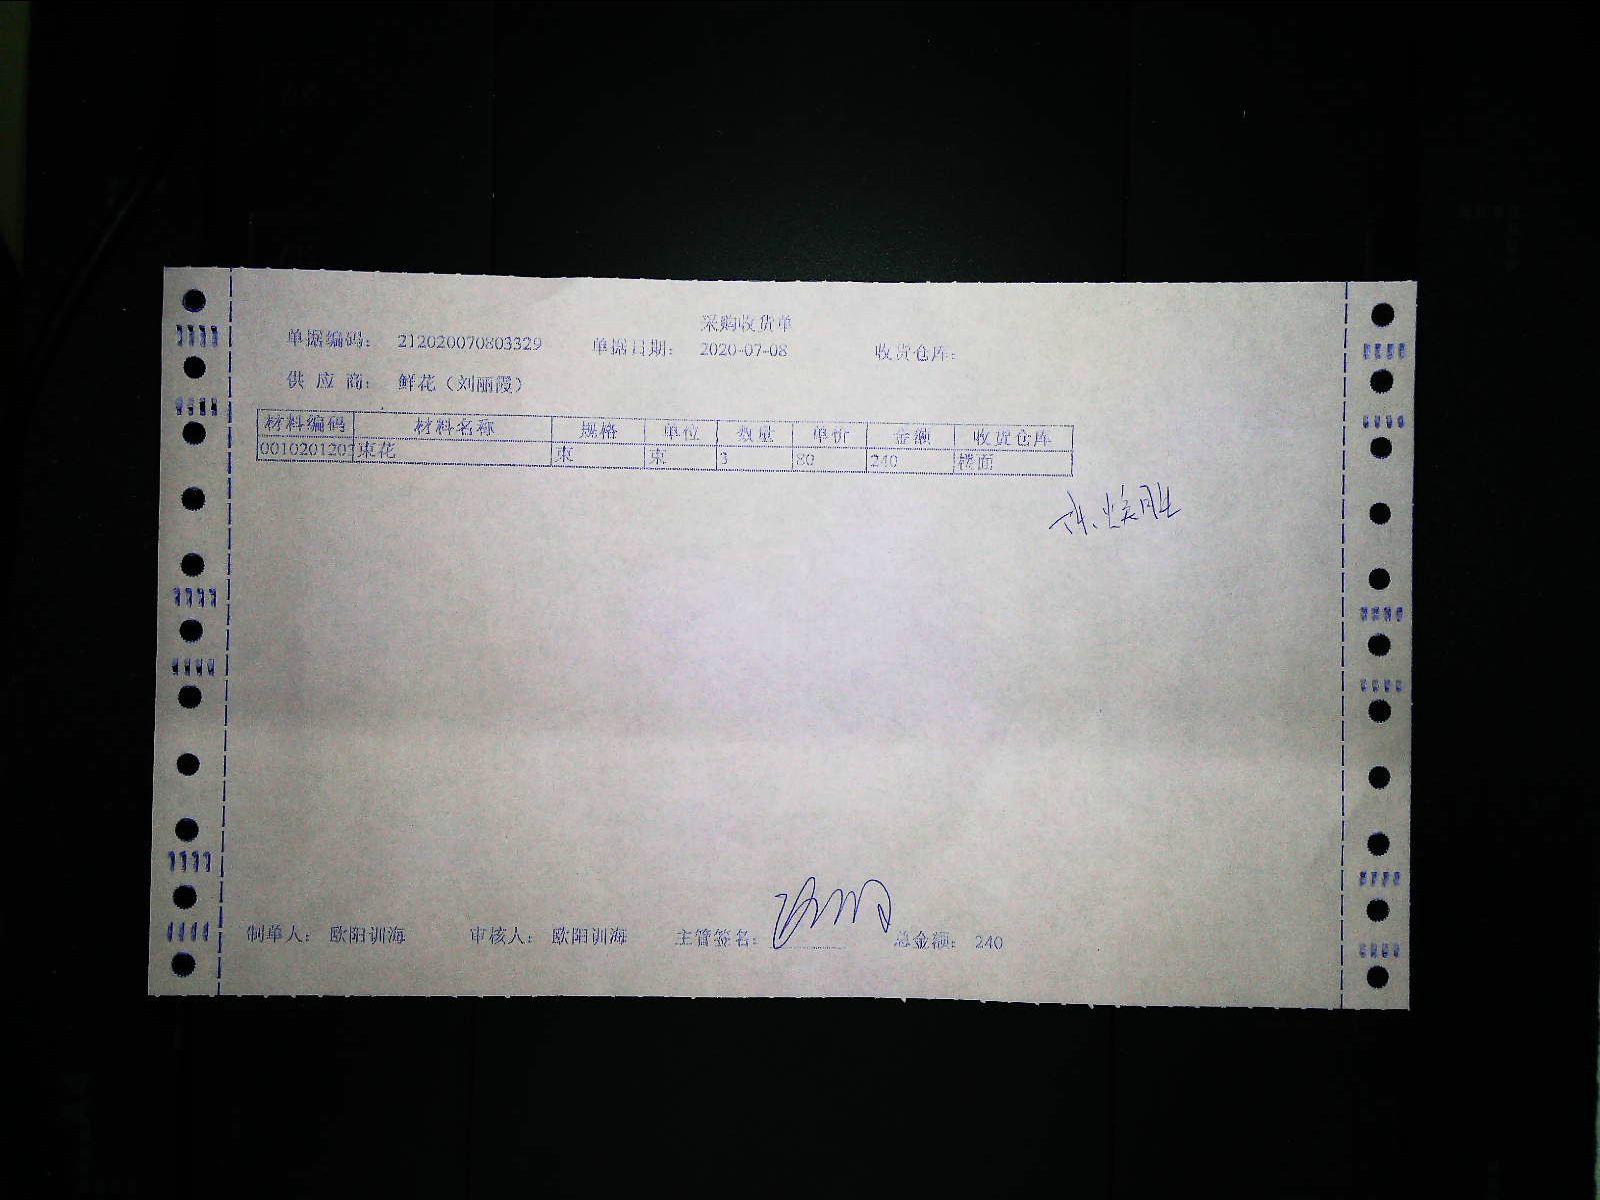 采购收货单
单据编码： 212020070803329 单据日期： 2020-07-08 收货仓库：
供 应 商： 鲜花（刘丽霞）
材料编码 材料名称 规格 单位 数量 单价 金额 收货仓库
0010201203 束花 束 束 3 80 240 楼面
制单人： 欧阳训海 审核人： 欧阳训海 主管签名： 总金额： 240